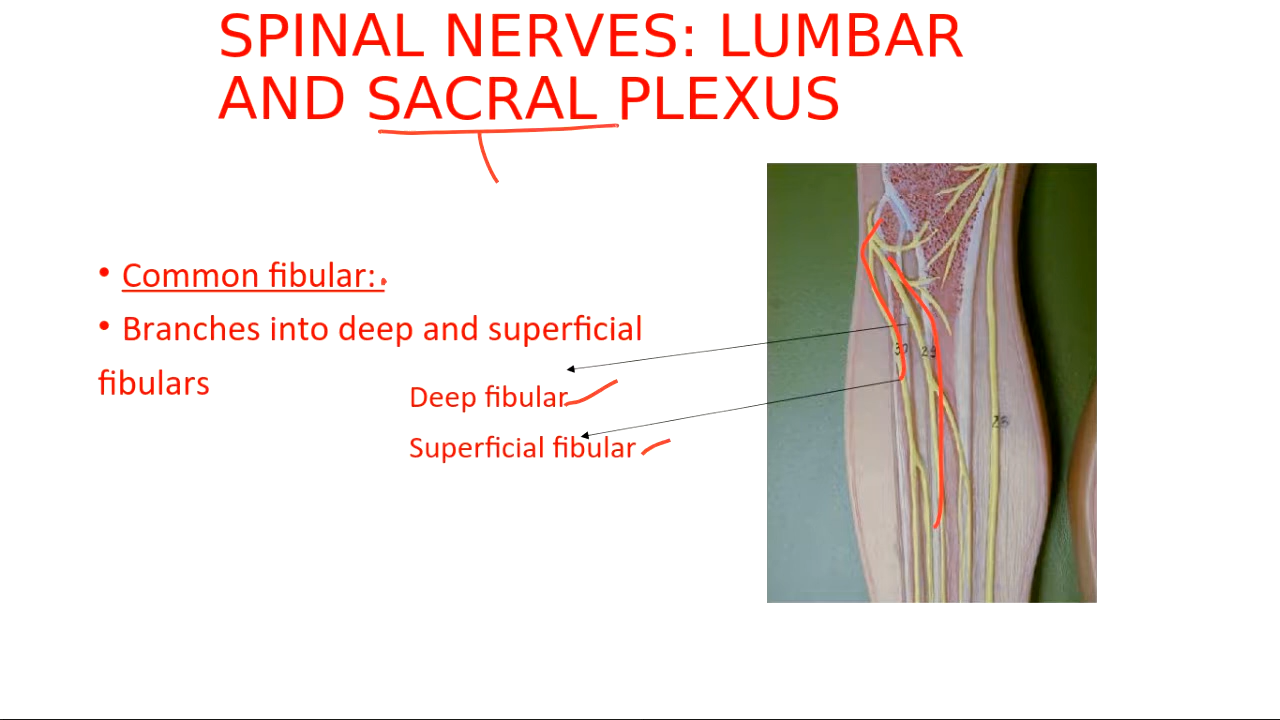 SPINAL NERVES: LUMBAR
AND SACRAL PLEXUS
• Common fibular:
• Branches into deep and superficial
fibulars
Deep fibular
Superficial fibular
30 29
28